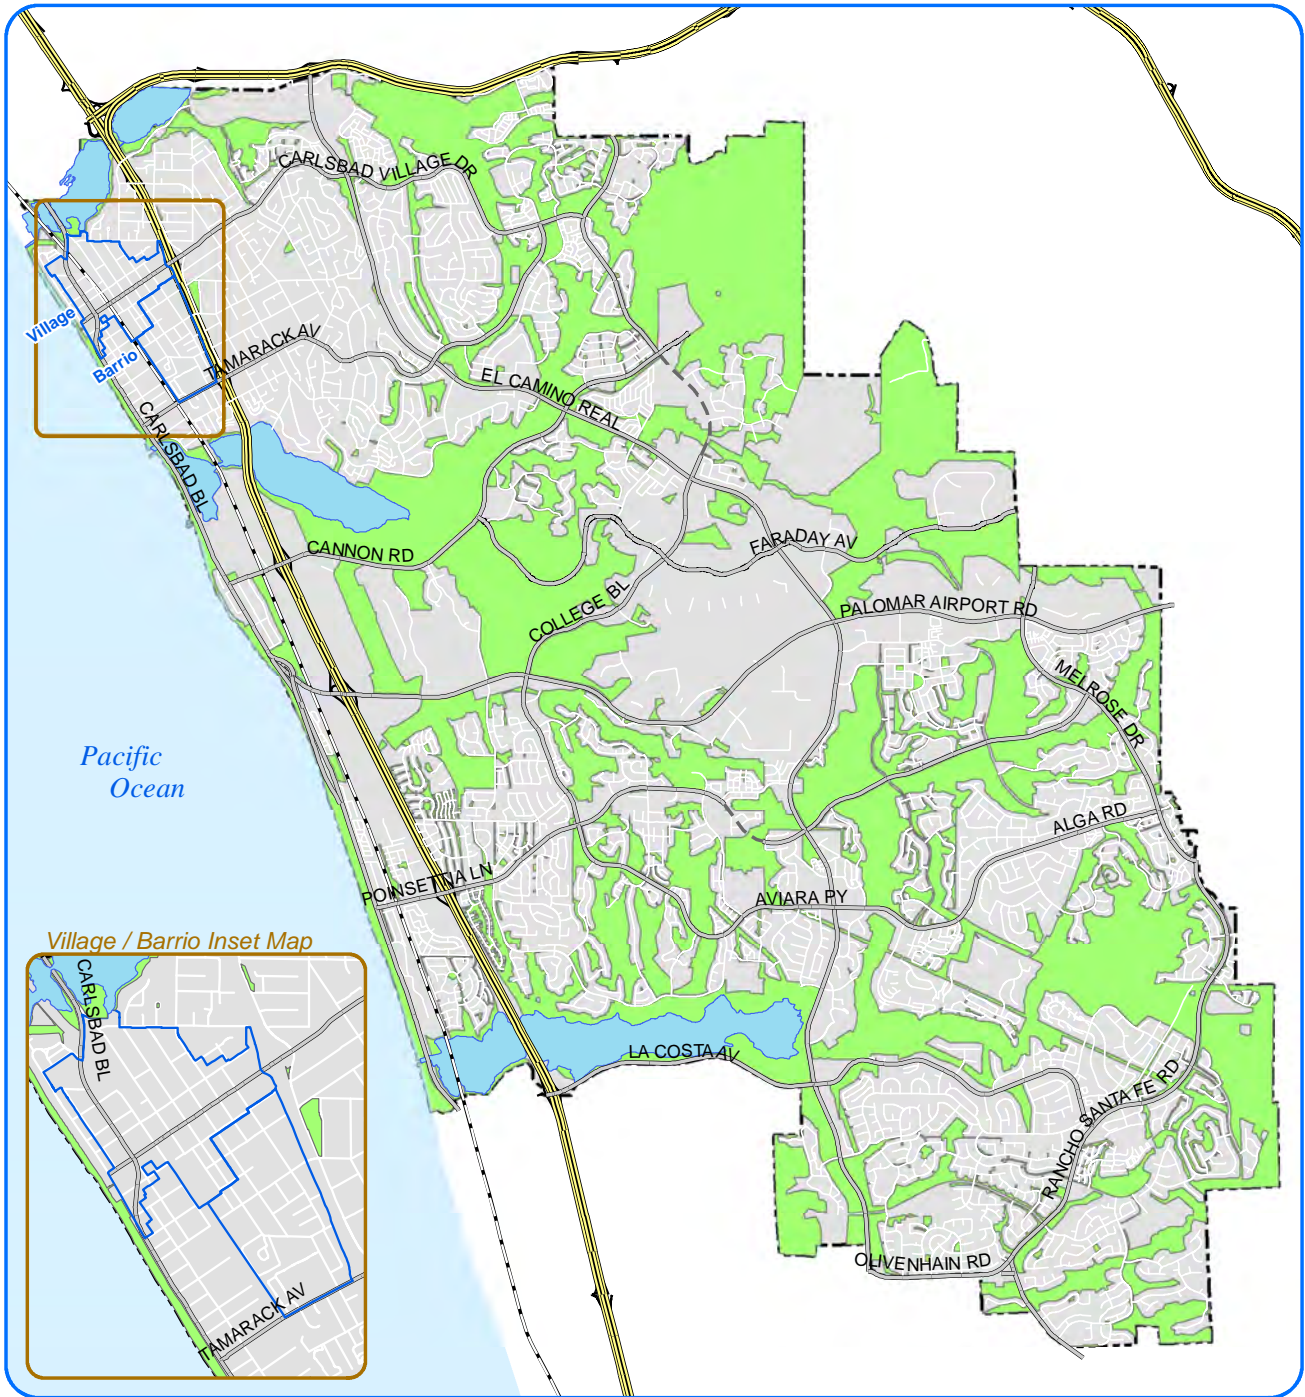 CARLSBAD VILLAGE DR
Village
Barrio
TAMARACK AV
EL CAMINO REAL
CARLSBAD BL
CANNON RD
FARADAY AV
COLLEGE BL
PALOMAR AIRPORT RD
MELROSE DR
Pacific
Ocean
ALGA RD
POINSETTIA LN
AVIARA PY
Village / Barrio Inset Map
CARLSBAD BL
LA COSTA AV
RANCHO SANTA FE RD
OLIVENHAIN RD
TAMARACK AV